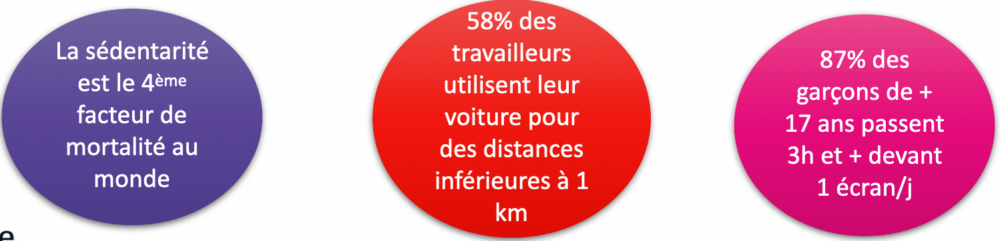 La sédentarité
est le 4ème
facteur de
mortalité au
monde
58% des
travailleurs
utilisent leur
voiture pour
des distances
inférieures à 1
km
87% des
garçons de +
17 ans passent
3h et + devant
1 écran/j